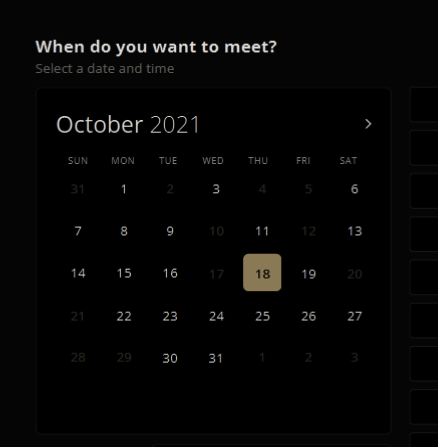 When do you want to meet?
Select a date and time
October 2021
SUN MON TUE WED THU FRI SAT
31 1 2 3 4 5 6
7 8 9 10 11 12 13
14 15 16 17 18 19 20
21 22 23 24 25 26 27
28 29 30 31 1 2 3